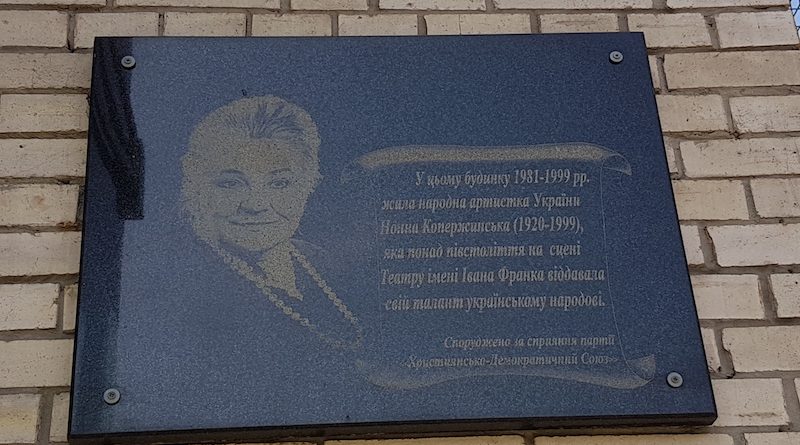 У цьому будинку 1981-1999 рр.
жила народна артистка України
Нонна Копержинська (1920-1999),
яка понад півстоліття на сцені
Театру імені Івана Франка віддавала
свій талант українському народові.
Споруджено за сприяння партії
«Християнсько-Демократичний Союз»